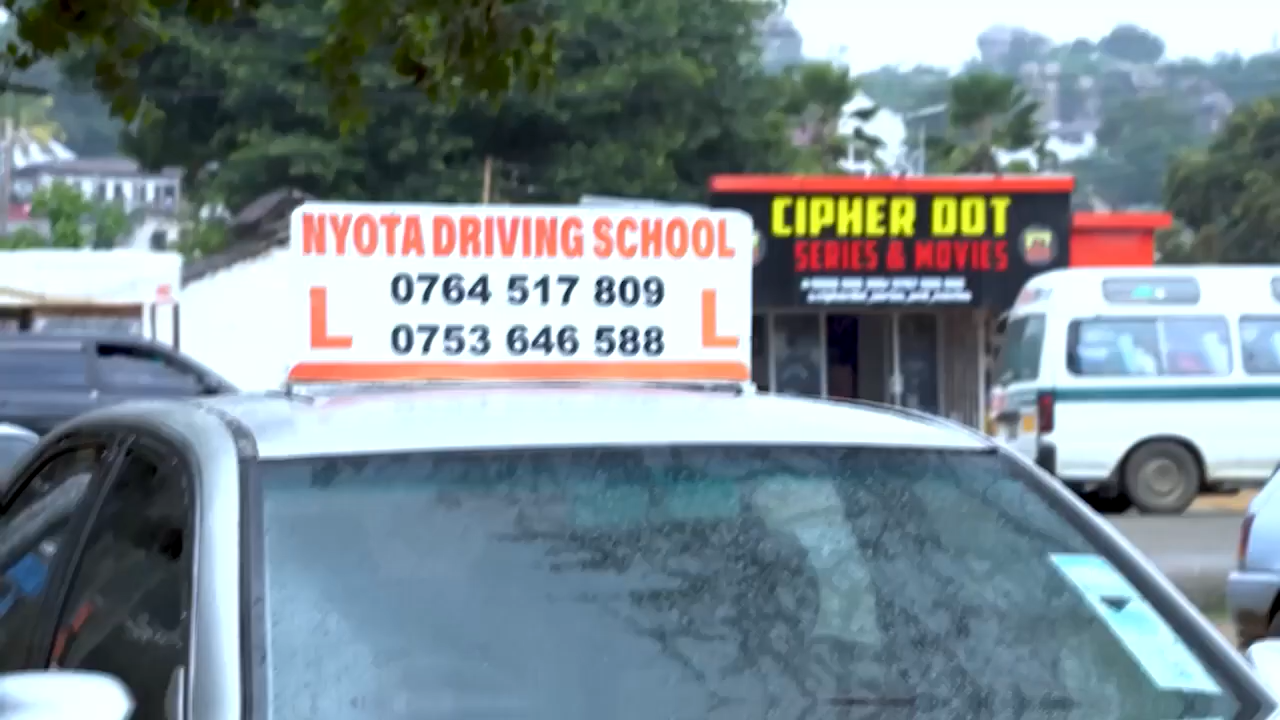 NYOTA DRIVING SCHOOL
0764 517 809
L L
0753 646 588
CIPHER DOT
SERIES & MOVIES